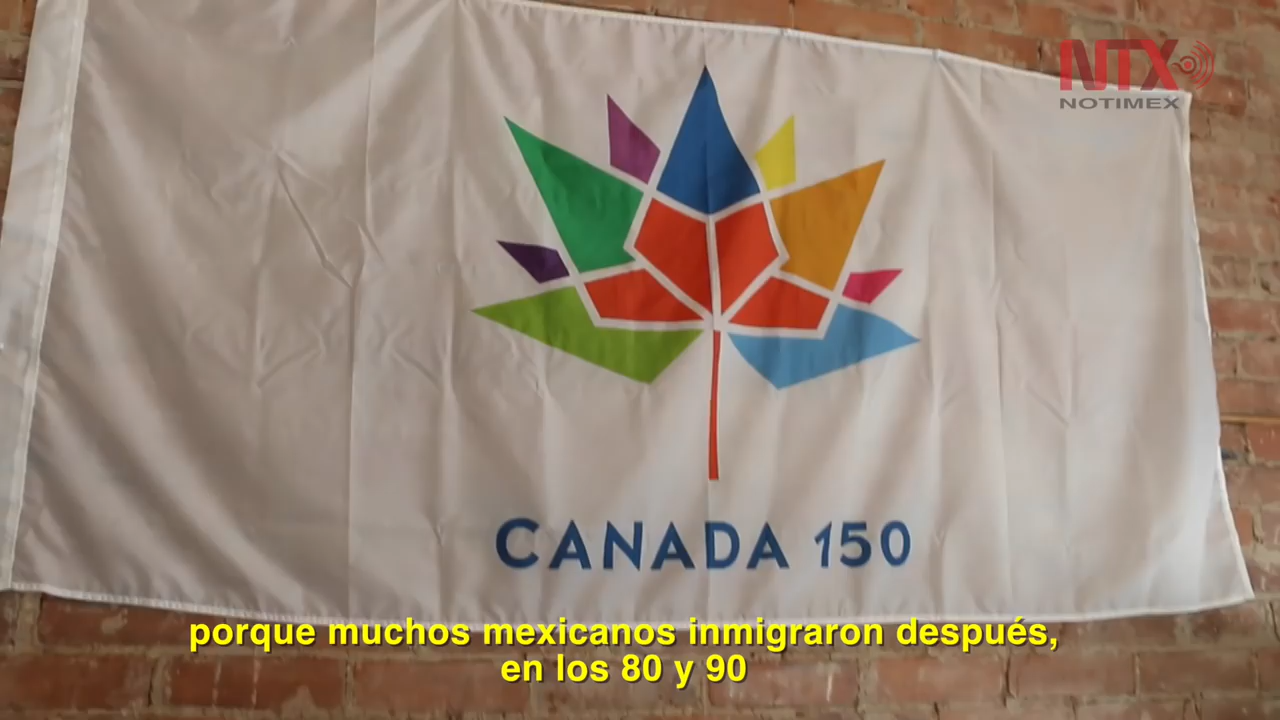 NTX
NOTIMEX
CANADA 150
porque muchos mexicanos inmigraron después,
en los 80 y 90